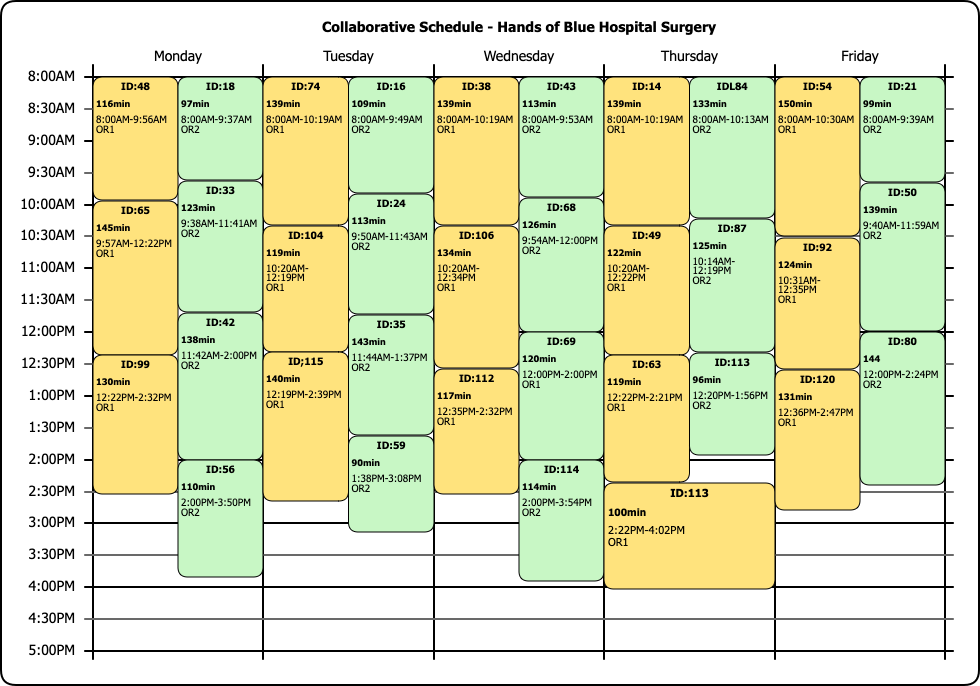 Collaborative Schedule - Hands of Blue Hospital Surgery
Monday
Tuesday
Wednesday
Thursday
Friday
8:00AM
8:30AM
9:00AM
9:30AM
10:00AM
10:30AM
11:00AM
11:30AM
12:00PM
12:30PM
1:00PM
1:30PM
2:00PM
2:30PM
3:00PM
3:30PM
4:00PM
4:30PM
5:00PM
ID:48
116min
8:00AM-9:56AM
OR1
ID:65
145min
9:57AM-12:22PM
OR1
ID:99
130min
12:22PM-2:32PM
OR1
ID:18
97min
8:00AM-9:37AM
OR2
ID:33
123min
9:38AM-11:41AM
OR2
ID:42
138min
11:42AM-2:00PM
OR2
ID:56
110min
2:00PM-3:50PM
OR2
ID:74
139min
8:00AM-10:19AM
OR1
ID:104
119min
10:20AM-
12:19PM
OR1
ID;115
140min
12:19PM-2:39PM
OR1
ID:16
109min
8:00AM-9:49AM
OR2
ID:24
113min
9:50AM-11:43AM
OR2
ID:35
143min
11:44AM-1:37PM
OR2
ID:59
90min
1:38PM-3:08PM
OR2
ID:38
139min
8:00AM-10:19AM
OR1
ID:106
134min
10:20AM-
12:34PM
OR1
ID:112
117min
12:35PM-2:32PM
OR1
ID:43
113min
8:00AM-9:53AM
OR2
ID:68
126min
9:54AM-12:00PM
OR2
ID:69
120min
12:00PM-2:00PM
OR1
ID:114
114min
2:00PM-3:54PM
OR2
ID:14
139min
8:00AM-10:19AM
OR1
ID:49
122min
10:20AM-
12:22PM
OR1
ID:63
119min
12:22PM-2:21PM
OR1
IDL84
133min
8:00AM-10:13AM
OR2
ID:87
125min
10:14AM-
12:19PM
OR2
ID:113
96min
12:20PM-1:56PM
OR2
ID:113
100min
2:22PM-4:02PM
OR1
ID:54
150min
8:00AM-10:30AM
OR1
ID:92
124min
10:31AM-
12:35PM
OR1
ID:120
131min
12:36PM-2:47PM
OR1
ID:21
99min
8:00AM-9:39AM
OR2
ID:50
139min
9:40AM-11:59AM
OR2
ID:80
144
12:00PM-2:24PM
OR2